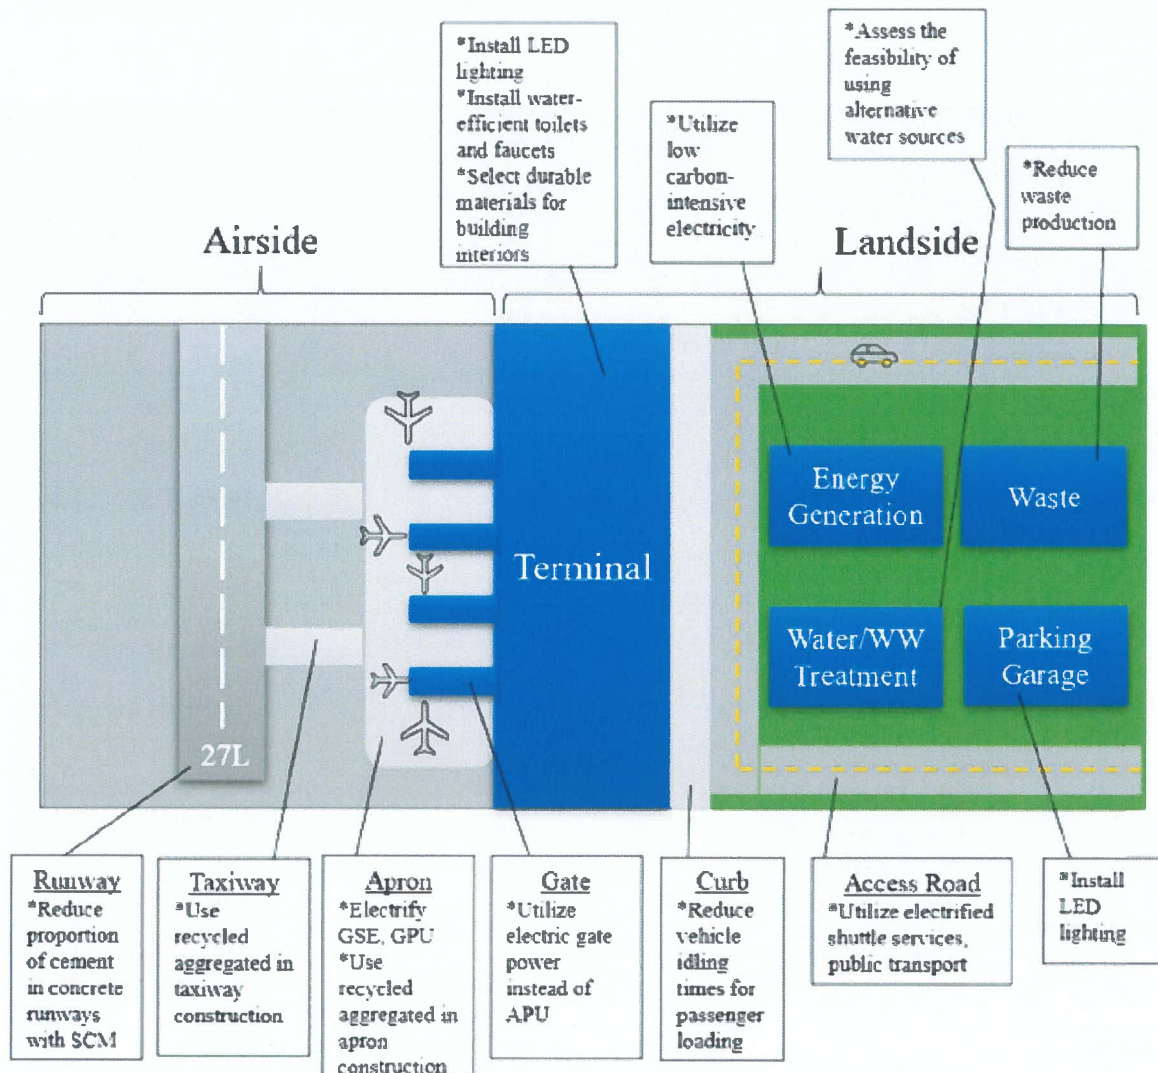 *Install LED
lighting
*Install water-
efficient toilets
and faucets
*Select durable
materials for
building
interiors
*Utilize
low
carbon-
intensive
electricity
*Assess the
feasibility of
using
alternative
water sources
*Reduce
waste
production
Airside
Landside
Energy
Generation
Waste
Terminal
Water/WW
Treatment
Parking
Garage
27L
Runway
*Reduce
proportion
of cement
in concrete
runways
with SCM
Taxiway
*Use
recycled
aggregated in
taxiway
construction
Apron
*Electrify
GSE, GPU
*Use
recycled
aggregated in
apron
construction
Gate
*Utilize
electric gate
power
instead of
APU
Curb
*Reduce
vehicle
idling
times for
passenger
loading
Access Road
*Utilize electrified
shuttle services,
public transport
*Install
LED
lighting